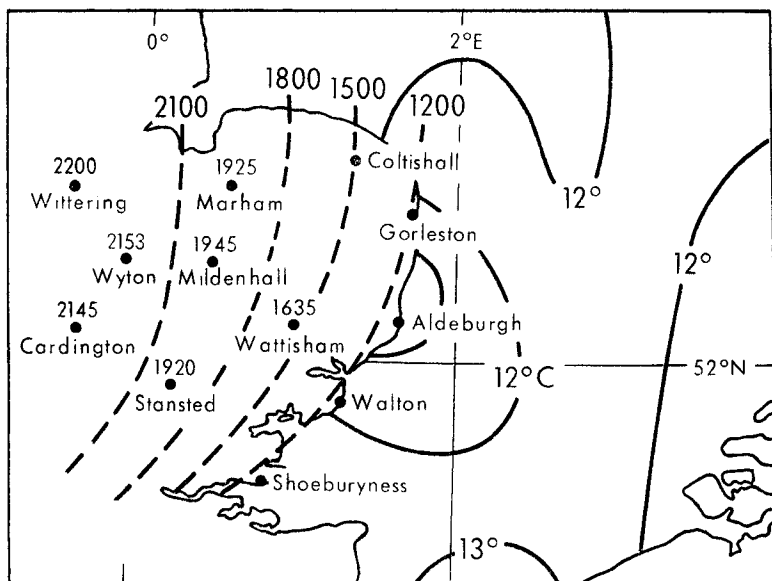 0°
2°E
2100
1800
1500
1200
2200
Wittering
1925
Marham
Coltishall
12°
Gorleston
2153
Wyton
1945
Mildenhall
12°
2145
Cardington
1635
Wattisham
Aldeburgh
1920
Stansted
12°C
52°N
Walton
Shoeburyness
13°